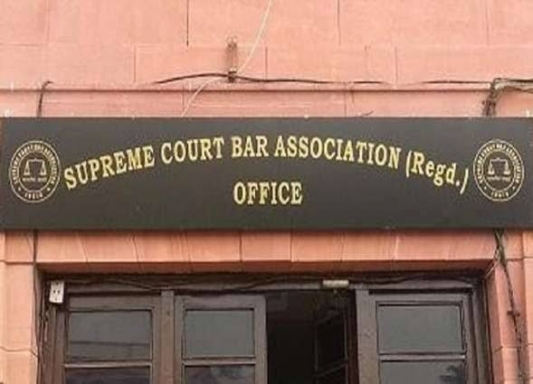 SUPREME COURT BAR ASSOCIATION (Regd.)
OFFICE